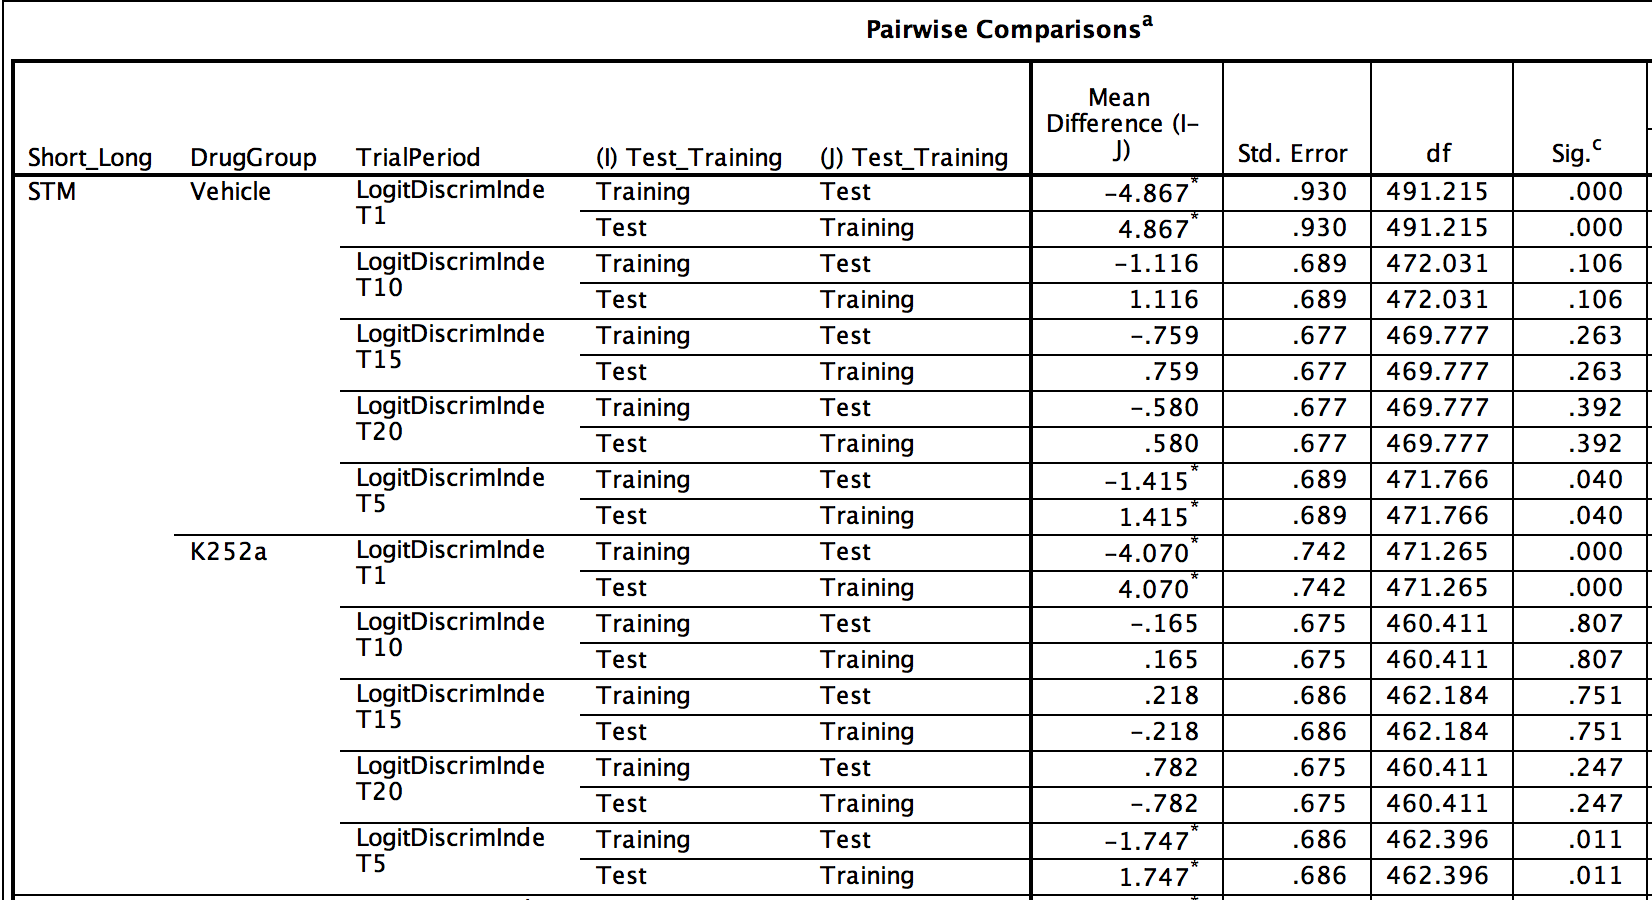 Pairwise Comparisonsa
Short_Long DrugGroup TrialPeriod (I) Test_Training (J) Test_Training Mean Difference (I-J) Std. Error df Sig.c
STM Vehicle LogitDiscrimInde T1 Training Test -4.867* .930 491.215 .000
Test Training 4.867* .930 491.215 .000
LogitDiscrimInde T10 Training Test -1.116 .689 472.031 .106
Test Training 1.116 .689 472.031 .106
LogitDiscrimInde T15 Training Test -.759 .677 469.777 .263
Test Training .759 .677 469.777 .263
LogitDiscrimInde T20 Training Test -.580 .677 469.777 .392
Test Training .580 .677 469.777 .392
LogitDiscrimInde T5 Training Test -1.415* .689 471.766 .040
Test Training 1.415* .689 471.766 .040
K252a LogitDiscrimInde T1 Training Test -4.070* .742 471.265 .000
Test Training 4.070* .742 471.265 .000
LogitDiscrimInde T10 Training Test -.165 .675 460.411 .807
Test Training .165 .675 460.411 .807
LogitDiscrimInde T15 Training Test .218 .686 462.184 .751
Test Training -.218 .686 462.184 .751
LogitDiscrimInde T20 Training Test .782 .675 460.411 .247
Test Training -.782 .675 460.411 .247
LogitDiscrimInde T5 Training Test -1.747* .686 462.396 .011
Test Training 1.747* .686 462.396 .011